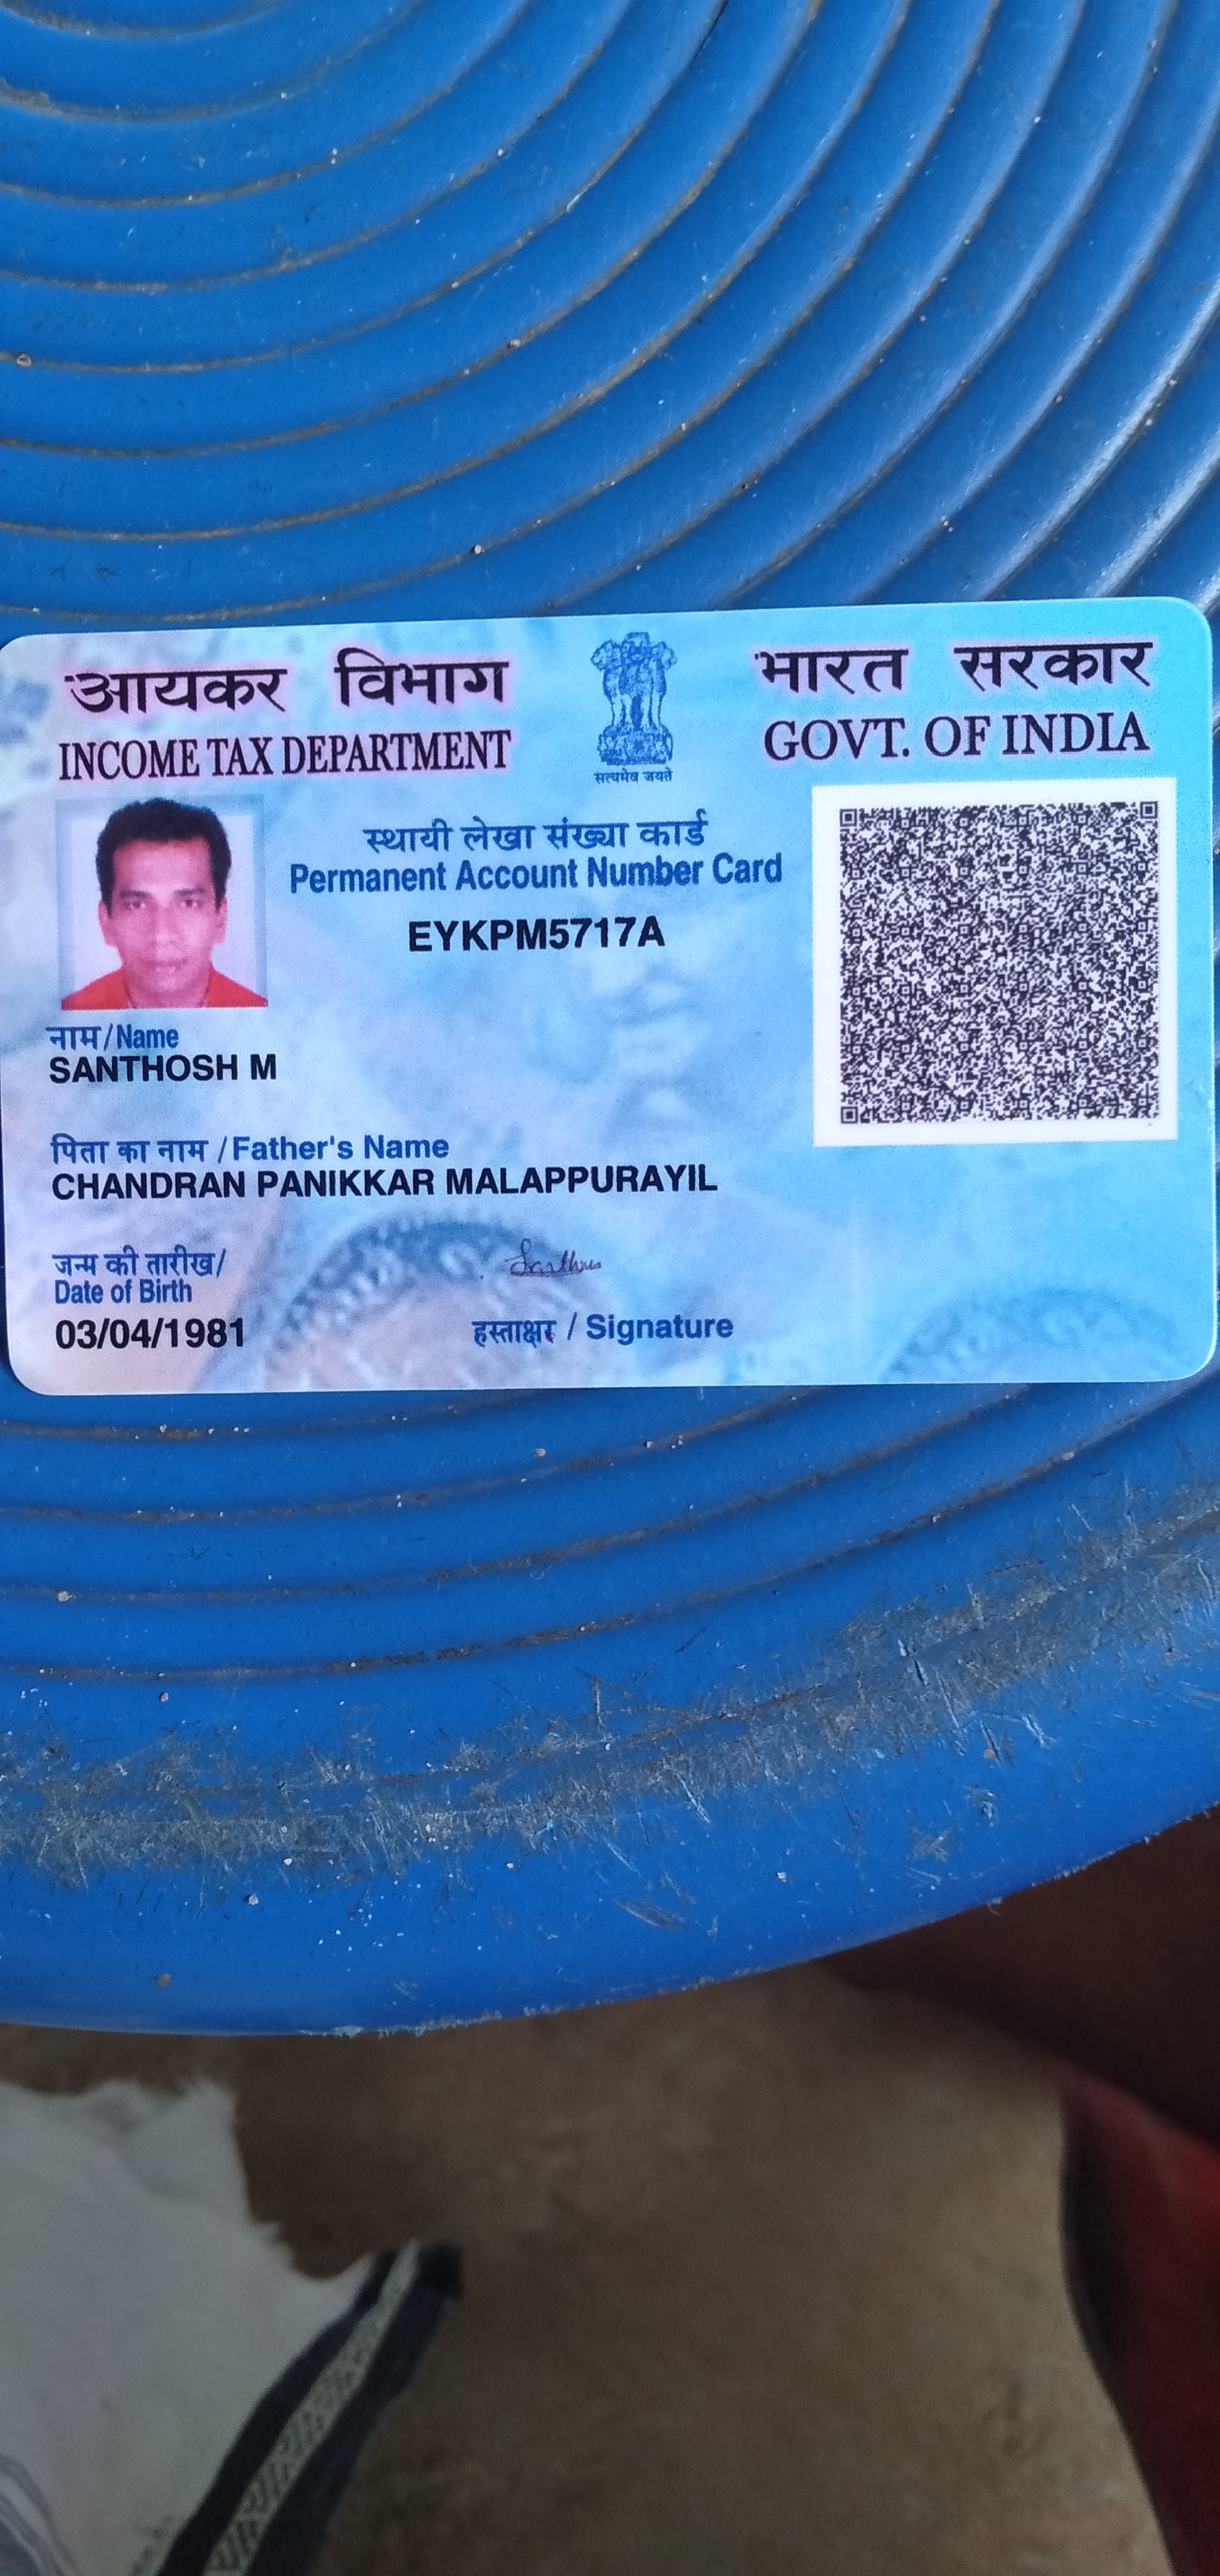 आयकर विभाग
INCOME TAX DEPARTMENT
सत्यमेव जयते
भारत सरकार
GOVT. OF INDIA
स्थायी लेखा संख्या कार्ड
Permanent Account Number Card
EYKPM5717A
नाम/Name
SANTHOSH M
पिता का नाम / Father's Name
CHANDRAN PANIKKAR MALAPPURAYIL
जन्म की तारीख/
Date of Birth
03/04/1981
हस्ताक्षर / Signature